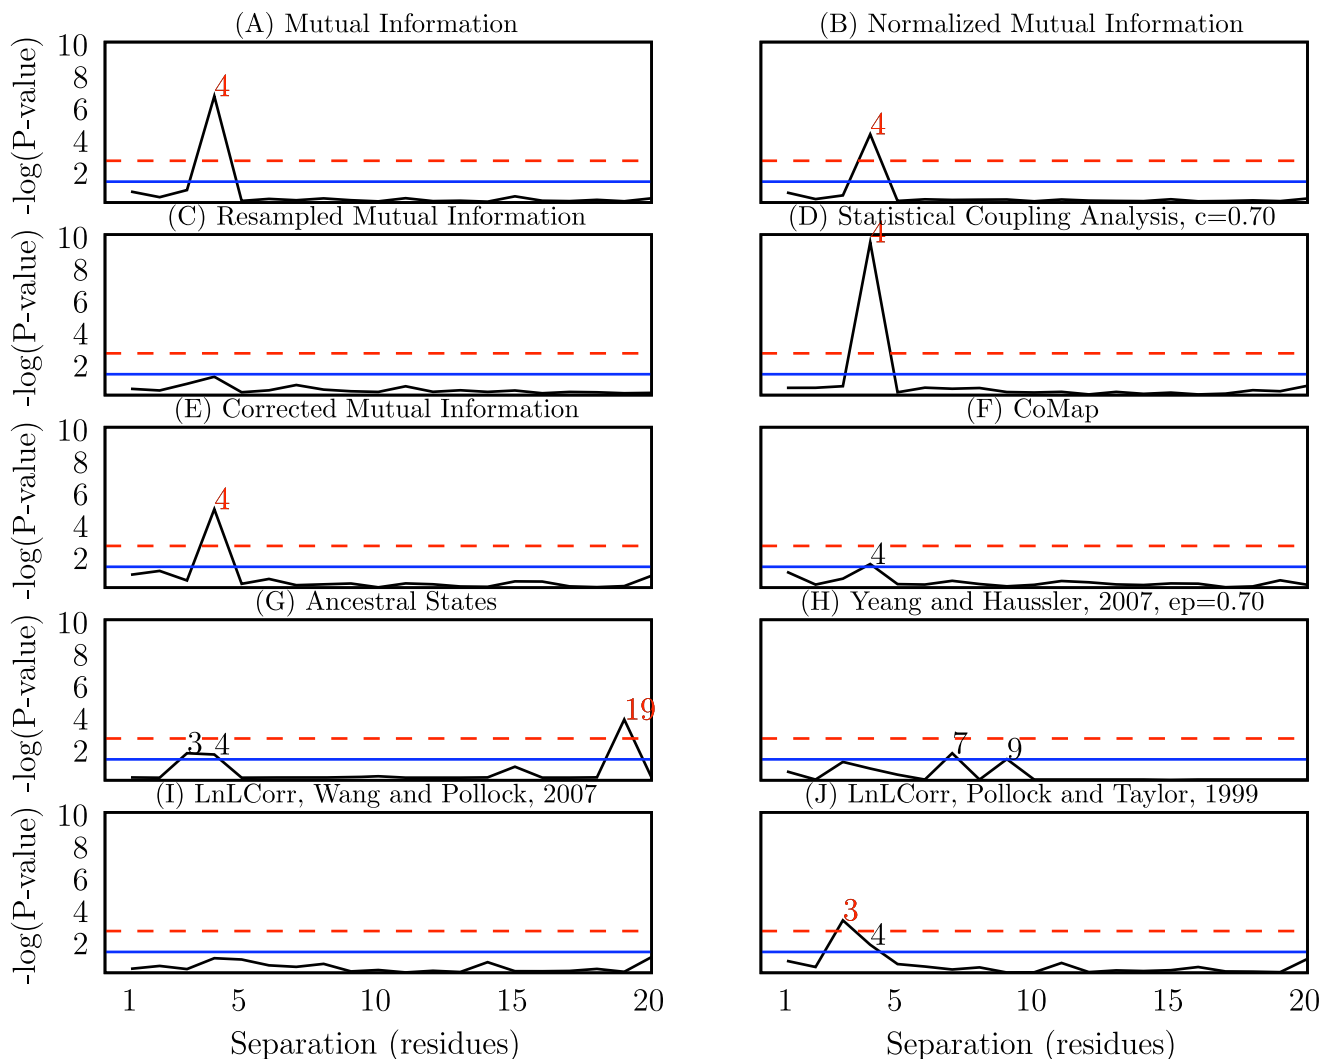 (A) Mutual Information
(B) Normalized Mutual Information
-log(P-value)
10
8
6
4
2
4
4
(C) Resampled Mutual Information
(D) Statistical Coupling Analysis, c=0.70
-log(P-value)
10
8
6
4
2
4
(E) Corrected Mutual Information
(F) CoMap
-log(P-value)
10
8
6
4
2
4
4
(G) Ancestral States
(H) Yeang and Haussler, 2007, ep=0.70
-log(P-value)
10
8
6
4
2
3 4
19
7
9
(I) LnLCorr, Wang and Pollock, 2007
(J) LnLCorr, Pollock and Taylor, 1999
-log(P-value)
10
8
6
4
2
3
4
1 5 10 15 20
1 5 10 15 20
Separation (residues)
Separation (residues)